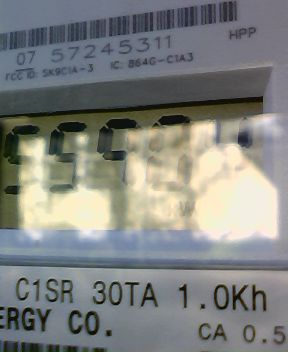 07 57245311
HPP
FCC ID: SK9C1A-3 IC: 864G-C1A3
C1SR 30TA 1.0Kh
ERGY CO. CA 0.5